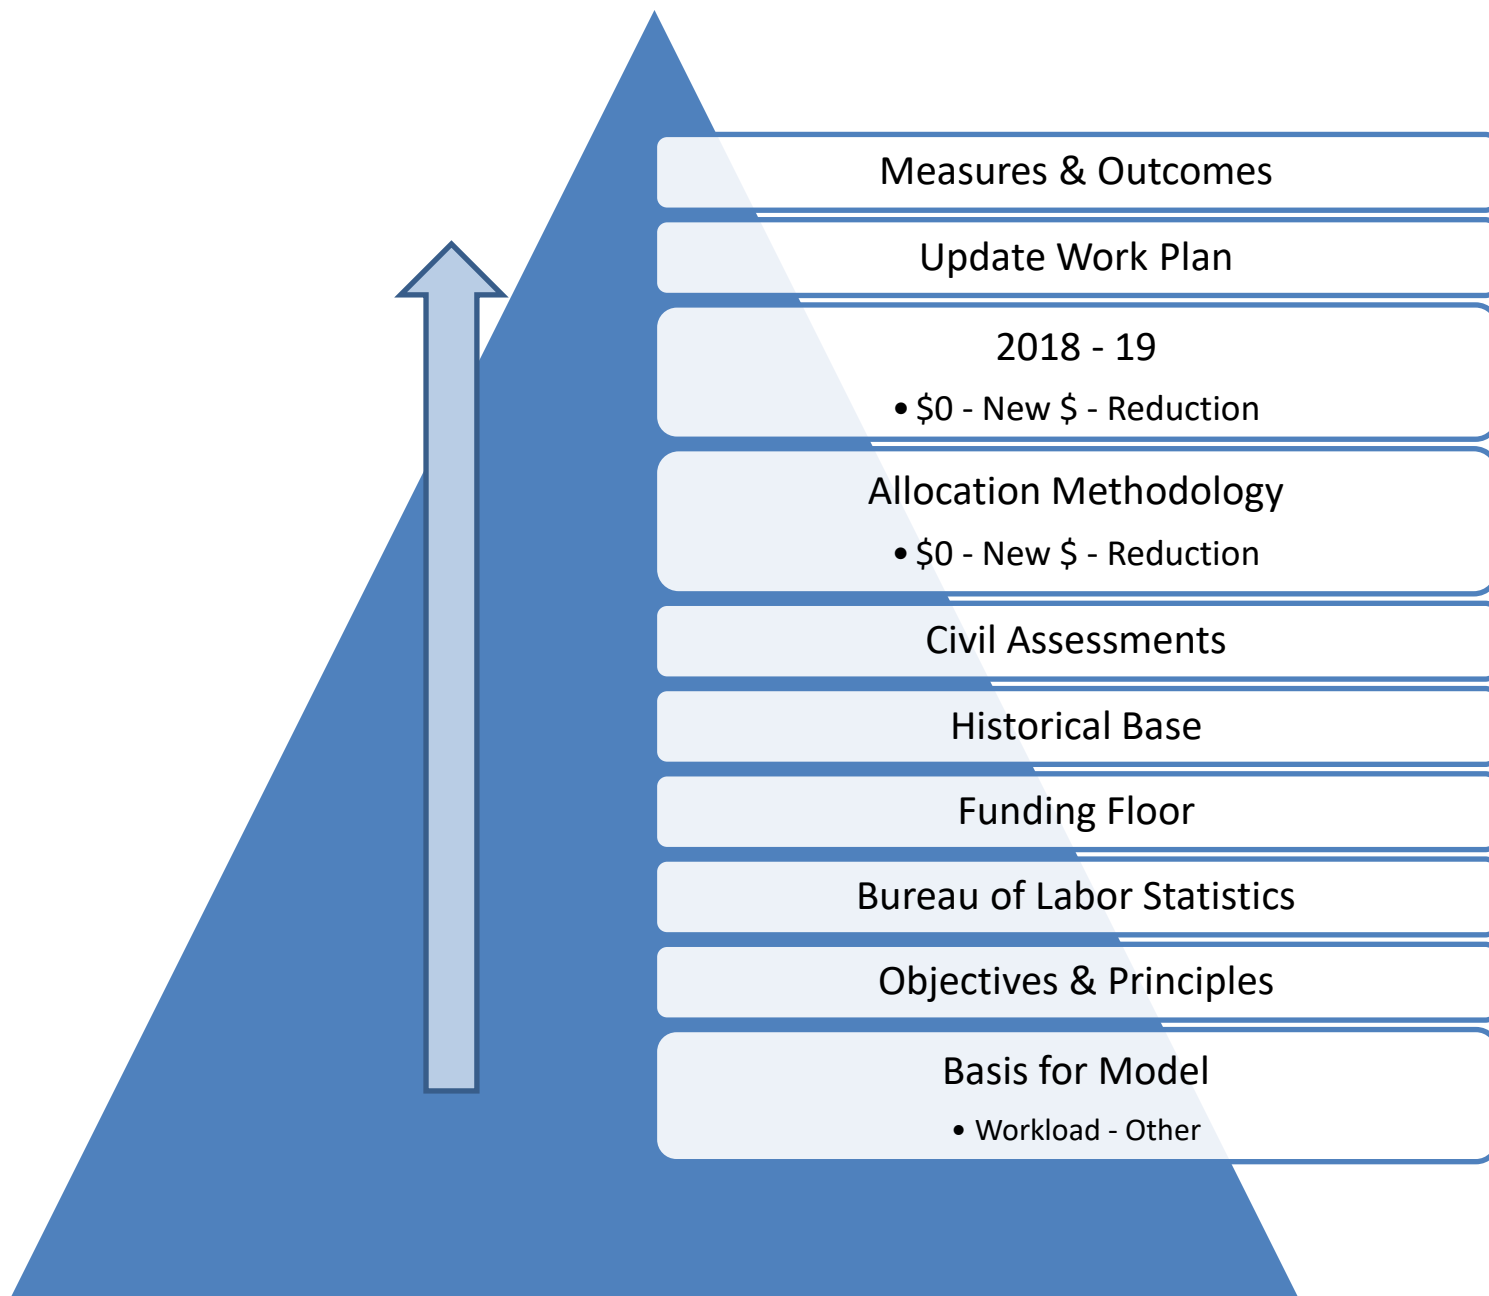 Measures & Outcomes
Update Work Plan
2018 - 19
• $0 - New $ - Reduction
Allocation Methodology
• $0 - New $ - Reduction
Civil Assessments
Historical Base
Funding Floor
Bureau of Labor Statistics
Objectives & Principles
Basis for Model
• Workload - Other